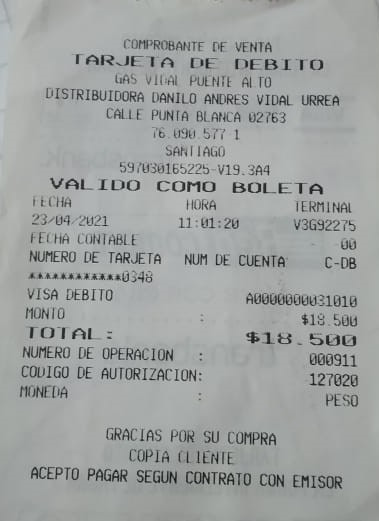 COMPROBANTE DE VENTA
TARJETA DE DEBITO
GAS VIDAL PUENTE ALTO
DISTRIBUIDORA DANILO ANDRES VIDAL URREA
CALLE PUNTA BLANCA 02763
76.090.577-1
SANTIAGO
597030165225-V19.3A4
VALIDO COMO BOLETA
FECHA HORA TERMINAL
23/04/2021 11:01:20 V3G92275
FECHA CONTABLE - 00
NUMERO DE TARJETA NUM DE CUENTA C-DB
************0348
VISA DEBITO A0000000031010
MONTO : $18.500
TOTAL: $18.500
NUMERO DE OPERACION : 000911
CODIGO DE AUTORIZACION: 127020
MONEDA : PESO
GRACIAS POR SU COMPRA
COPIA CLIENTE
ACEPTO PAGAR SEGUN CONTRATO CON EMISOR